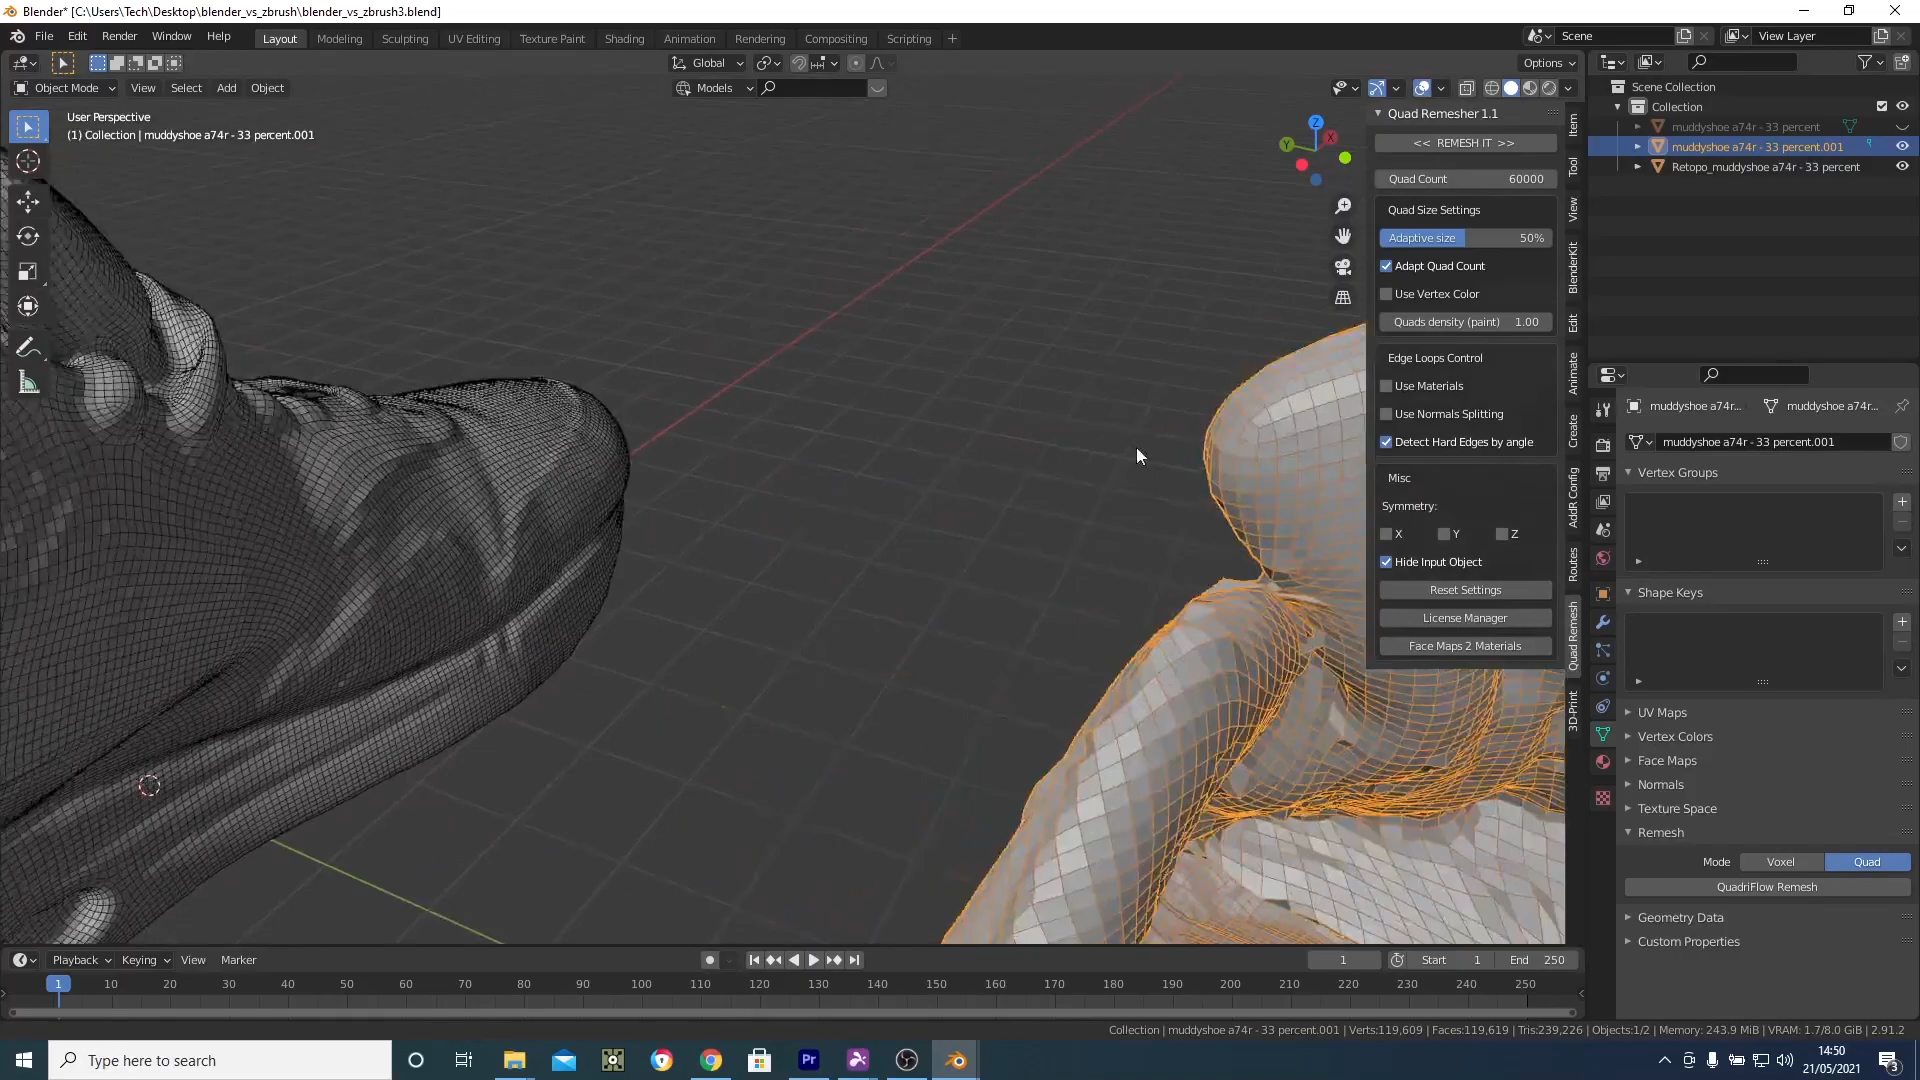 Blender* [C:\Users\Tech\Desktop\blender_vs_zbrush\blender_vs_zbrush3.blend]
File Edit Render Window Help Layout Modeling Sculpting UV Editing Texture Paint Shading Animation Rendering Compositing Scripting + Scene View Layer
Global Options
Object Mode View Select Add Object Models
User Perspective
(1) Collection | muddyshoe a74r - 33 percent.001
Z
X
Y
Quad Remesher 1.1
<< REMESH IT >>
Quad Count 60000
Quad Size Settings
Adaptive size 50%
Adapt Quad Count
Use Vertex Color
Quads density (paint) 1.00
Edge Loops Control
Use Materials
Use Normals Splitting
Detect Hard Edges by angle
Misc
Symmetry:
X Y Z
Hide Input Object
Reset Settings
License Manager
Face Maps 2 Materials
Item
Tool
View
BlenderKit
Edit
Animate
Create
AddR Config
Routes
Quad Remesh
3D-Print
Scene Collection
Collection
muddyshoe a74r - 33 percent
muddyshoe a74r - 33 percent.001
Retopo_muddyshoe a74r - 33 percent
muddyshoe a74r... muddyshoe a74r...
muddyshoe a74r - 33 percent.001
Vertex Groups
Shape Keys
UV Maps
Vertex Colors
Face Maps
Normals
Texture Space
Remesh
Mode Voxel Quad
QuadriFlow Remesh
Geometry Data
Custom Properties
Playback Keying View Marker 1 Start 1 End 250
1 10 20 30 40 50 60 70 80 90 100 110 120 130 140 150 160 170 180 190 200 210 220 230 240 250
Collection | muddyshoe a74r - 33 percent.001 | Verts:119,609 | Faces:119,619 | Tris:239,226 | Objects:1/2 | Memory: 243.9 MiB | VRAM: 1.7/8.0 GiB | 2.91.2
Type here to search
Pr
14:50
21/05/2021
3